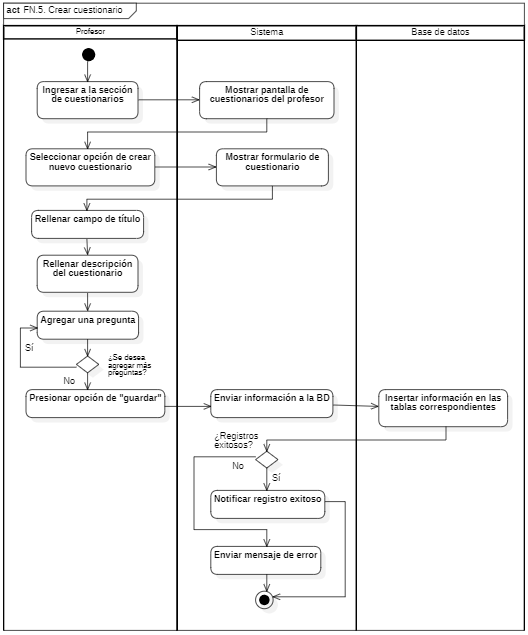 act FN.5. Crear cuestionario
Profesor
Sistema
Base de datos
Ingresar a la sección
de cuestionarios
Mostrar pantalla de
cuestionarios del profesor
Seleccionar opción de crear
nuevo cuestionario
Mostrar formulario de
cuestionario
Rellenar campo de título
Rellenar descripción
del cuestionario
Agregar una pregunta
Sí
¿Se desea
agregar más
preguntas?
No
Presionar opción de "guardar"
Enviar información a la BD
Insertar información en las
tablas correspondientes
¿Registros
exitosos?
No
Sí
Notificar registro exitoso
Enviar mensaje de error